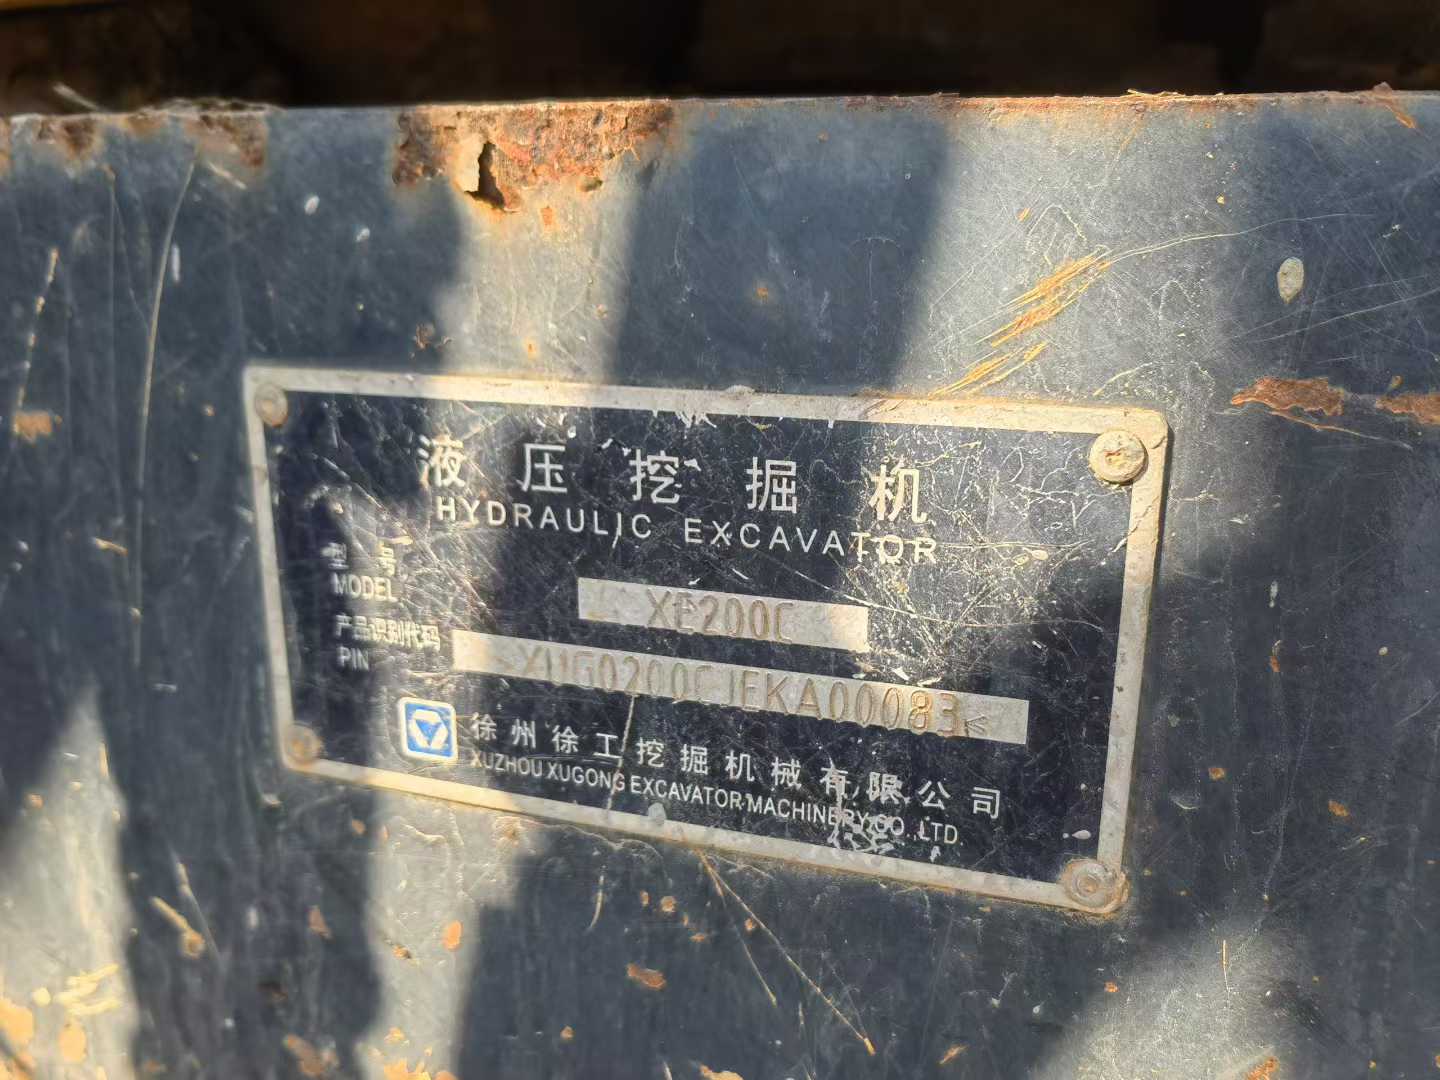 液压挖掘机
HYDRAULIC EXCAVATOR
型号
MODEL
XE200C
产品识别代码
PIN
XUG0200CJEKA00083<
徐州徐工挖掘机械有限公司
XUZHOU XUGONG EXCAVATOR MACHINERY CO.,LTD.